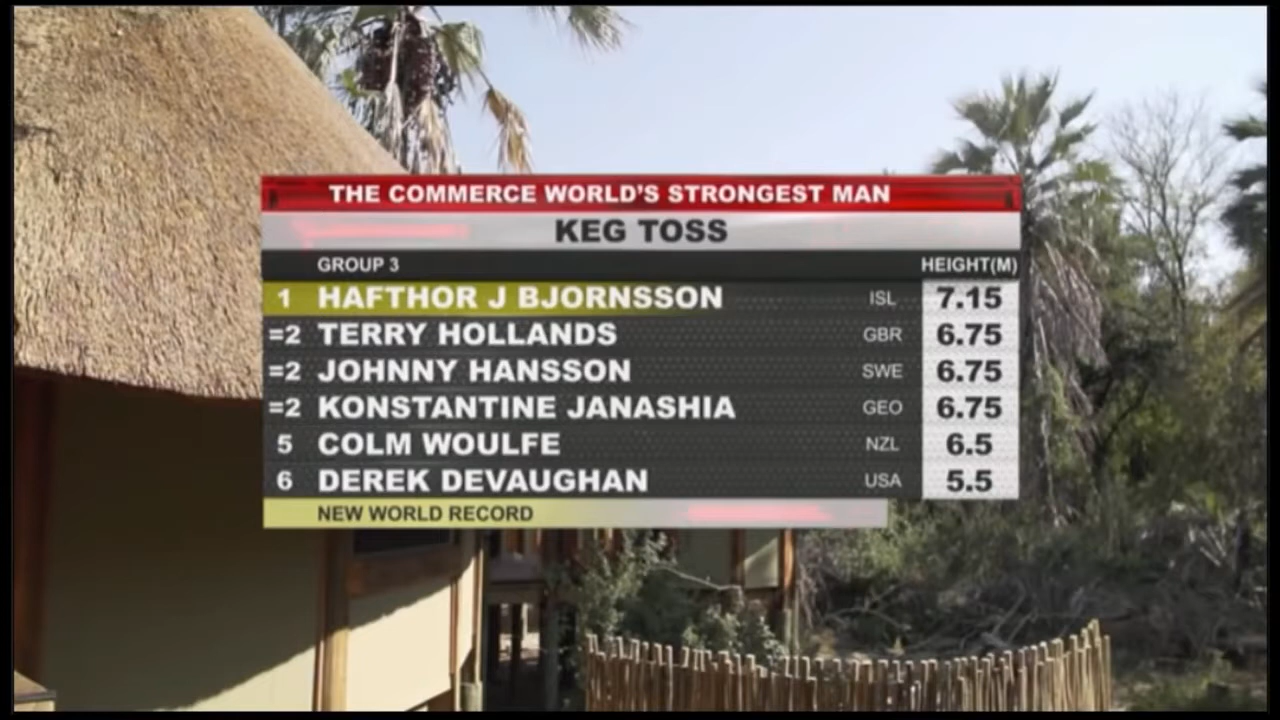 THE COMMERCE WORLD'S STRONGEST MAN
KEG TOSS
GROUP 3 HEIGHT(M)
1 HAFTHOR J BJORNSSON ISL 7.15
=2 TERRY HOLLANDS GBR 6.75
=2 JOHNNY HANSSON SWE 6.75
=2 KONSTANTINE JANASHIA GEO 6.75
5 COLM WOULFE NZL 6.5
6 DEREK DEVAUGHAN USA 5.5
NEW WORLD RECORD